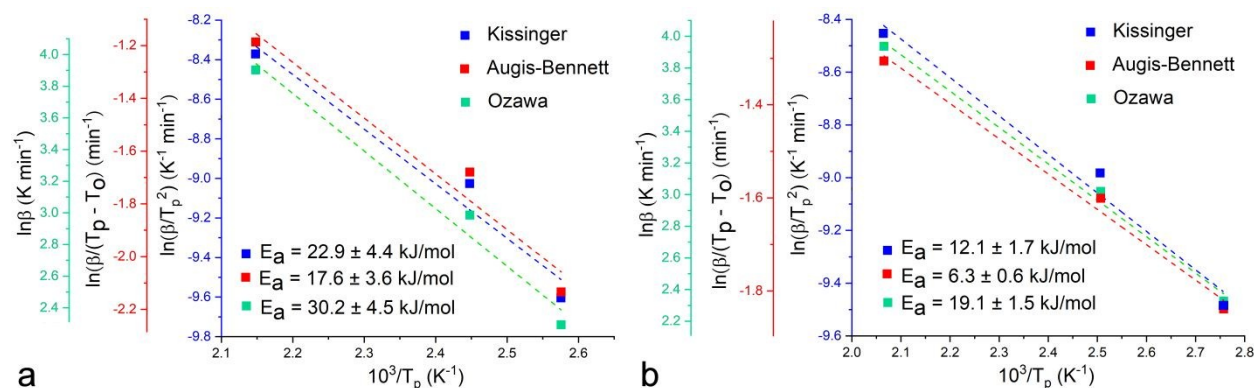 4.0
3.8
3.6
3.4
3.2
3.0
2.8
2.6
2.4
lnβ (K min⁻¹)
-1.2
-1.4
-1.6
-1.8
-2.0
-2.2
ln(β/(Tp - To) (min⁻¹)
-8.2
-8.4
-8.6
-8.8
-9.0
-9.2
-9.4
-9.6
-9.8
ln(β/Tp²) (K⁻¹ min⁻¹)
Kissinger
Augis-Bennett
Ozawa
Ea = 22.9 ± 4.4 kJ/mol
Ea = 17.6 ± 3.6 kJ/mol
Ea = 30.2 ± 4.5 kJ/mol
2.1 2.2 2.3 2.4 2.5 2.6 2.7
10³/Tp (K⁻¹)
a
4.0
3.8
3.6
3.4
3.2
3.0
2.8
2.6
2.4
2.2
lnβ (K min⁻¹)
-1.4
-1.6
-1.8
ln(β/(Tp - To) (min⁻¹)
-8.4
-8.6
-8.8
-9.0
-9.2
-9.4
-9.6
ln(β/Tp²) (K⁻¹ min⁻¹)
Kissinger
Augis-Bennett
Ozawa
Ea = 12.1 ± 1.7 kJ/mol
Ea = 6.3 ± 0.6 kJ/mol
Ea = 19.1 ± 1.5 kJ/mol
2.0 2.1 2.2 2.3 2.4 2.5 2.6 2.7 2.8
10³/Tp (K⁻¹)
b